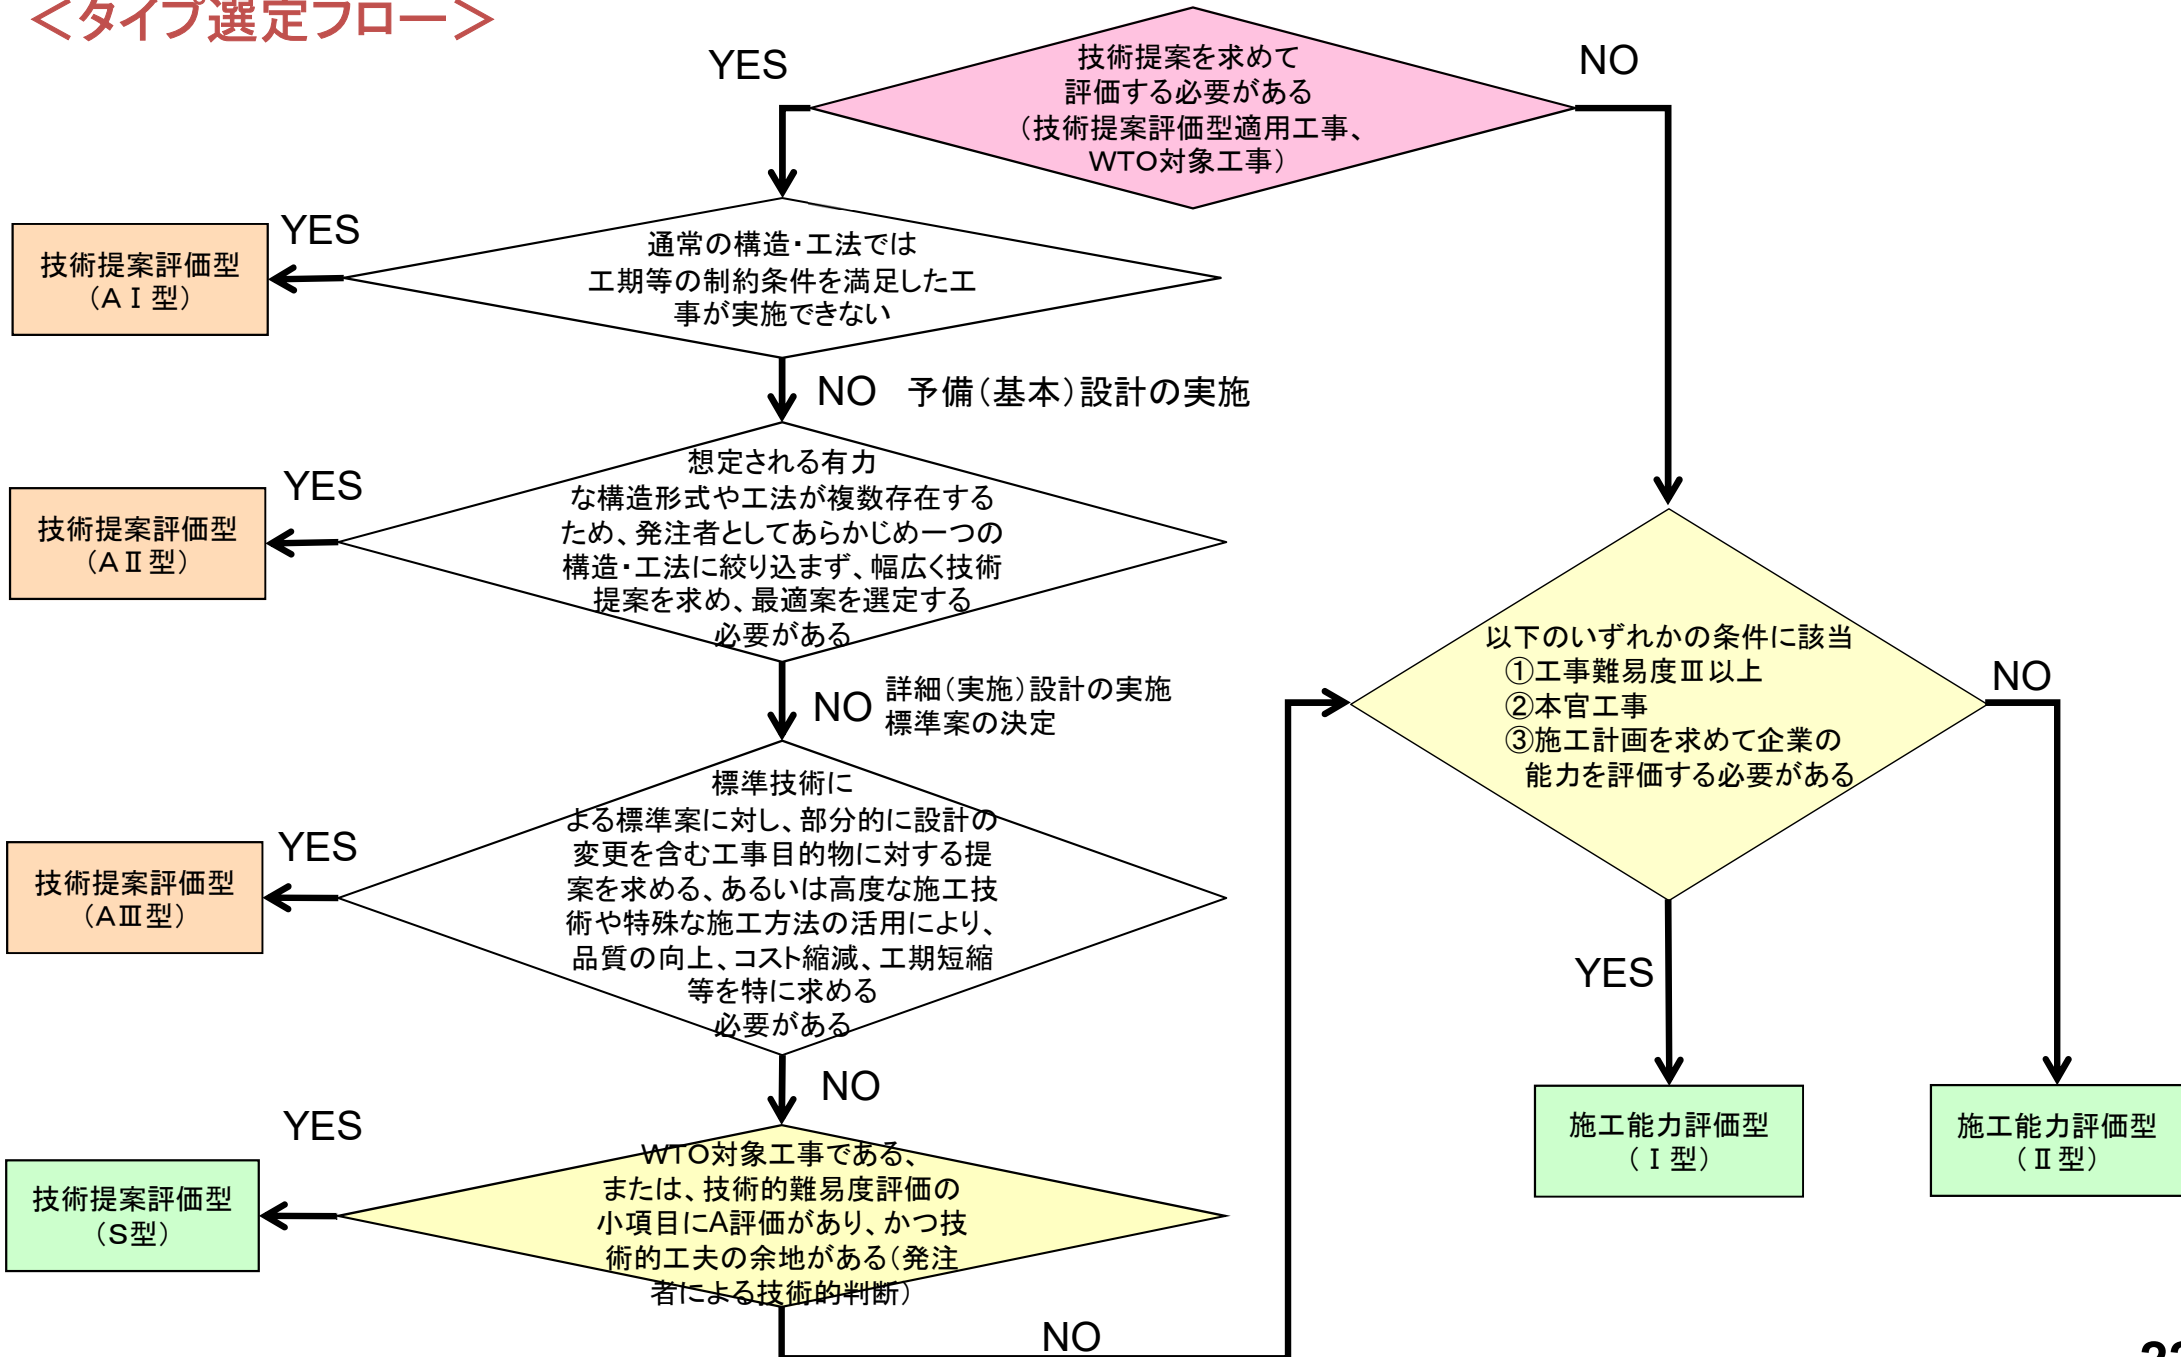 ＜タイプ選定フロー＞
YES
技術提案を求めて
評価する必要がある
（技術提案評価型適用工事、
WTO対象工事）
NO
技術提案評価型
（AⅠ型）
YES
通常の構造・工法では
工期等の制約条件を満足した工
事が実施できない
NO 予備（基本）設計の実施
技術提案評価型
（AⅡ型）
YES
想定される有力
な構造形式や工法が複数存在する
ため、発注者としてあらかじめ一つの
構造・工法に絞り込まず、幅広く技術
提案を求め、最適案を選定する
必要がある
NO
詳細（実施）設計の実施
標準案の決定
技術提案評価型
（AⅢ型）
YES
標準技術に
よる標準案に対し、部分的に設計の
変更を含む工事目的物に対する提
案を求める、あるいは高度な施工技
術や特殊な施工方法の活用により、
品質の向上、コスト縮減、工期短縮
等を特に求める
必要がある
NO
技術提案評価型
（S型）
YES
WTO対象工事である、
または、技術的難易度評価の
小項目にA評価があり、かつ技
術的工夫の余地がある（発注
者による技術的判断）
NO
以下のいずれかの条件に該当
①工事難易度Ⅲ以上
②本官工事
③施工計画を求めて企業の
能力を評価する必要がある
NO
YES
施工能力評価型
（Ⅰ型）
施工能力評価型
（Ⅱ型）